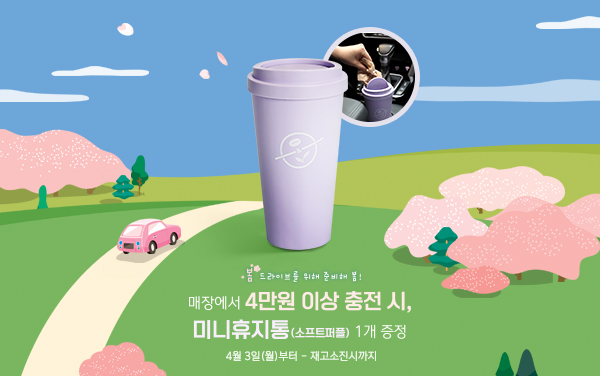 봄 드라이브를 위해 준비해 봄!
매장에서 4만원 이상 충전 시,
미니휴지통(소프트퍼플) 1개 증정
4월 3일(월)부터 - 재고소진시까지